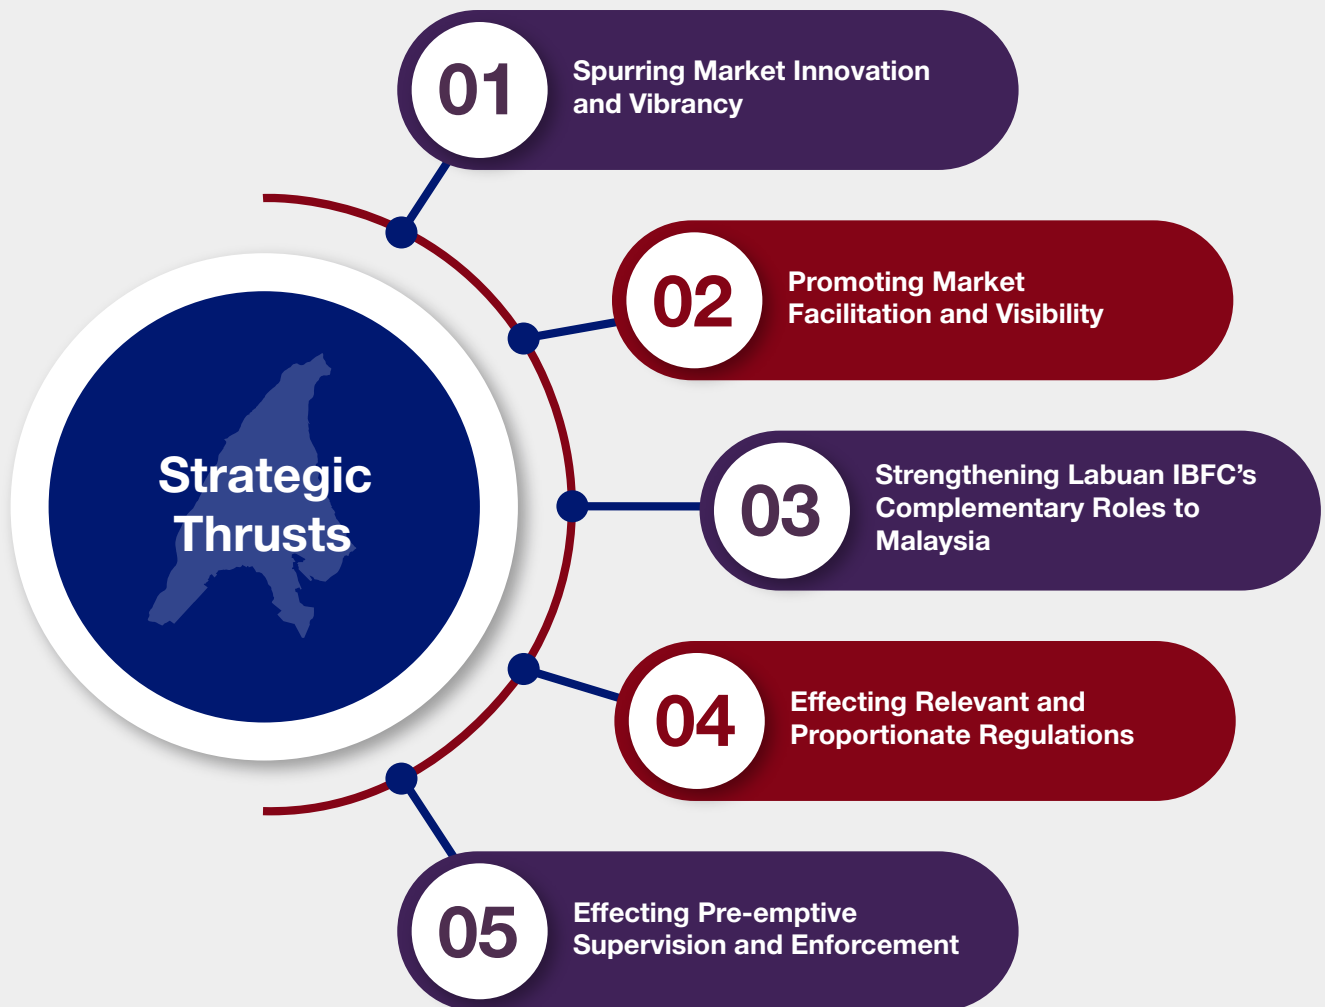 01
Spurring Market Innovation
and Vibrancy
02
Promoting Market
Facilitation and Visibility
Strategic
Thrusts
03
Strengthening Labuan IBFC’s
Complementary Roles to
Malaysia
04
Effecting Relevant and
Proportionate Regulations
05
Effecting Pre-emptive
Supervision and Enforcement